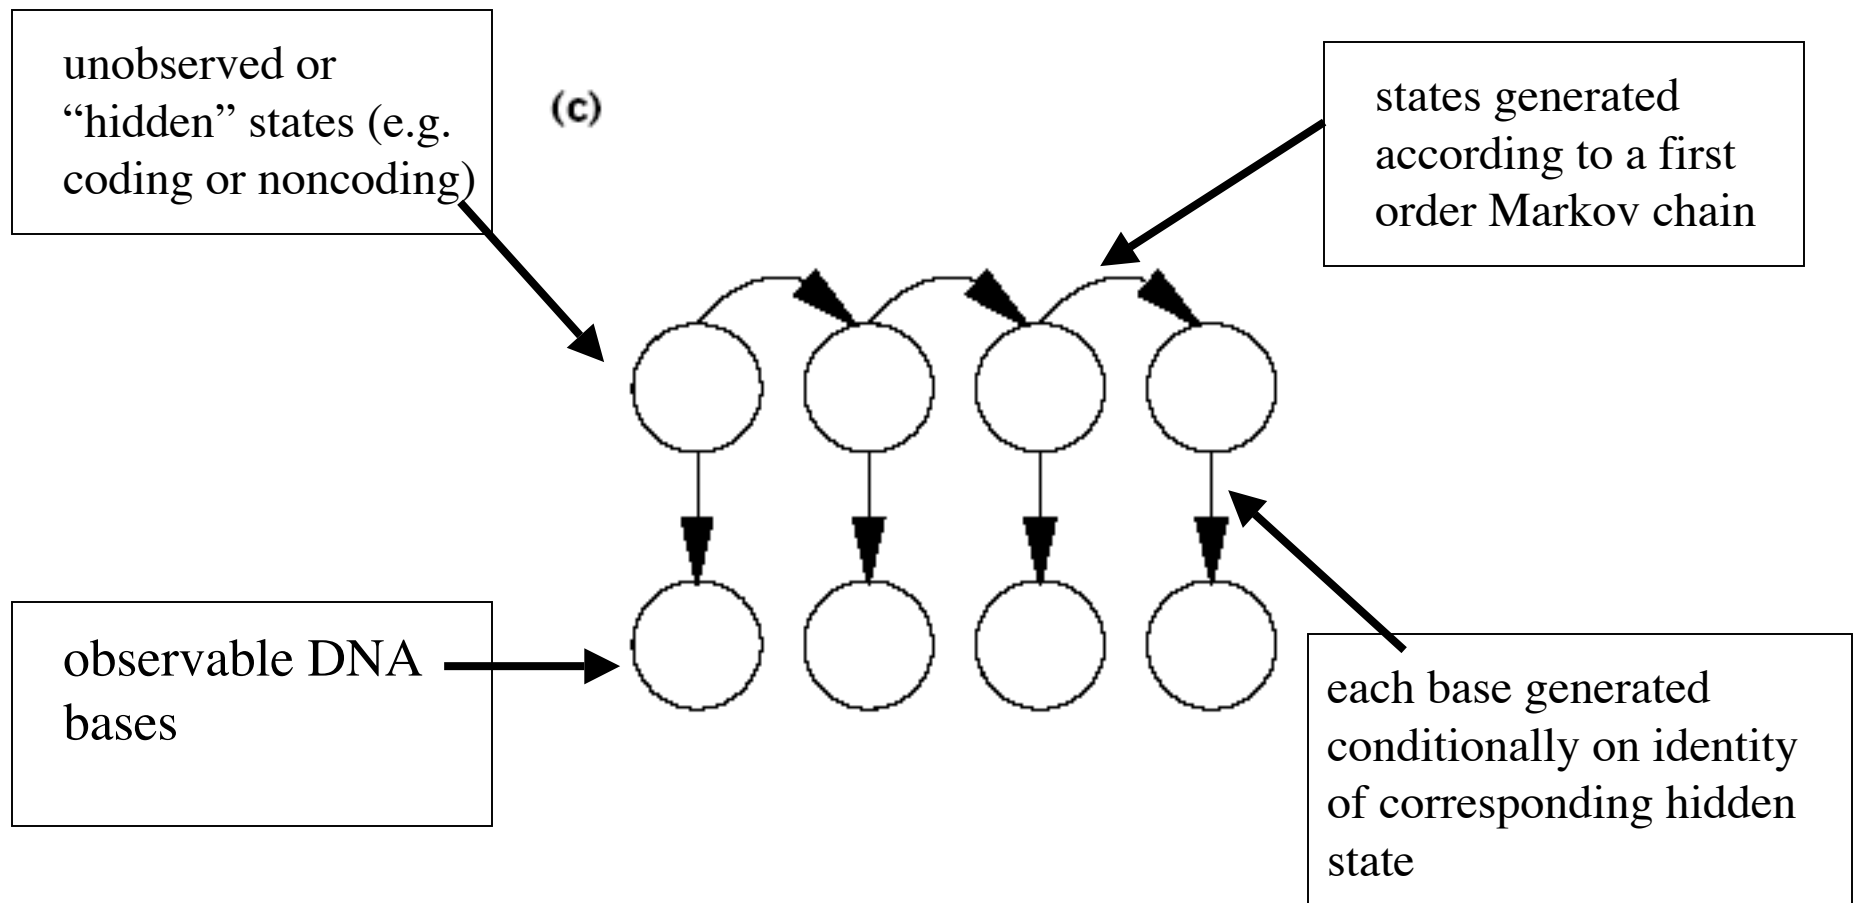 unobserved or
“hidden” states (e.g.
coding or noncoding)
(c)
states generated
according to a first
order Markov chain
observable DNA
bases
each base generated
conditionally on identity
of corresponding hidden
state